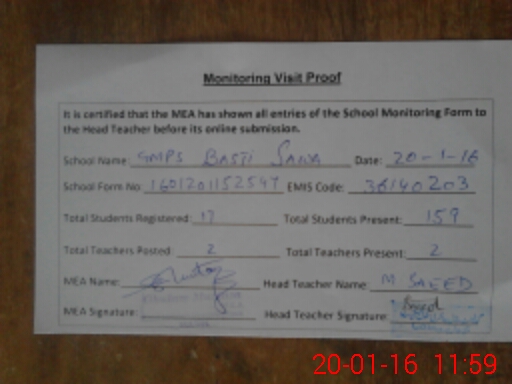 Monitoring Visit Proof
It is certified that the MEA has shown all entries of the School Monitoring Form to
the Head Teacher before its online submission.
School Name: GMPS BASTI Date: 20-1-16
School Form No: 1601201152547 EMIS Code: 36140203
Total Students Registered: 17 Total Students Present: 159
Total Teachers Posted: 2 Total Teachers Present: 2
MEA Name: Head Teacher Name: M SAEED
MEA Signature: Head Teacher Signature: Saeed
20-01-16 11:59